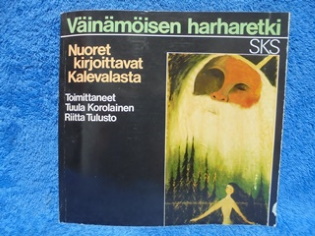 Väinämöisen harharetki
SKS
Nuoret
kirjoittavat
Kalevalasta
Toimittaneet
Tuula Korolainen
Riitta Tulusto